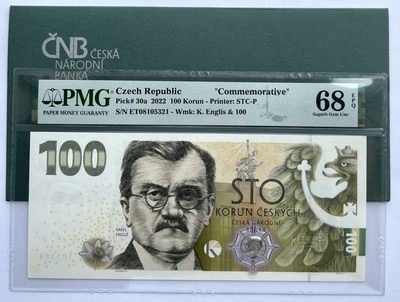 ČNB ČESKÁ
NÁRODNÍ
BANKA
PMG
PAPER MONEY GUARANTY
Czech Republic "Commemorative"
Pick# 30a 2022 100 Korun - Printer: STC-P
S/N ET08105321 - Wmk: K. Englis & 100
68 EPQ
Superb Gem Unc
100
STO
KORUN ČESKÝCH
ČESKÁ NÁRODNÍ
BANKA
KAREL
ENGLIŠ
100